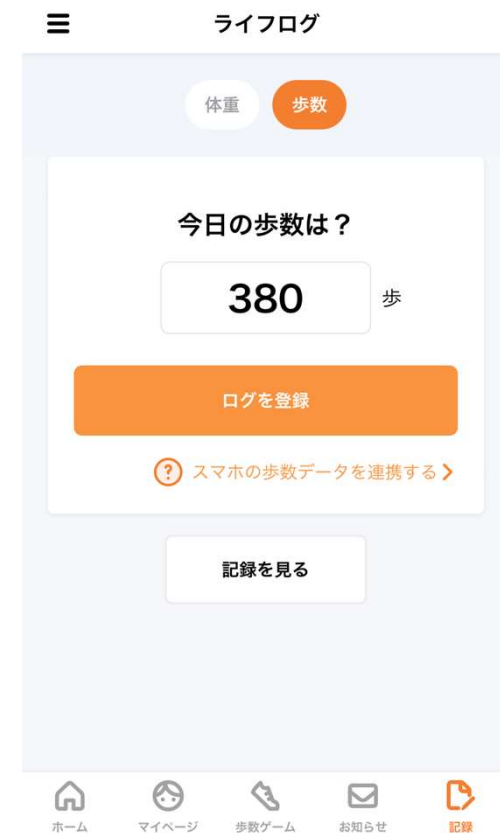 ライフログ
体重 歩数
今日の歩数は？
380 歩
ログを登録
? スマホの歩数データを連携する
記録を見る
ホーム マイページ 歩数ゲーム お知らせ 記録